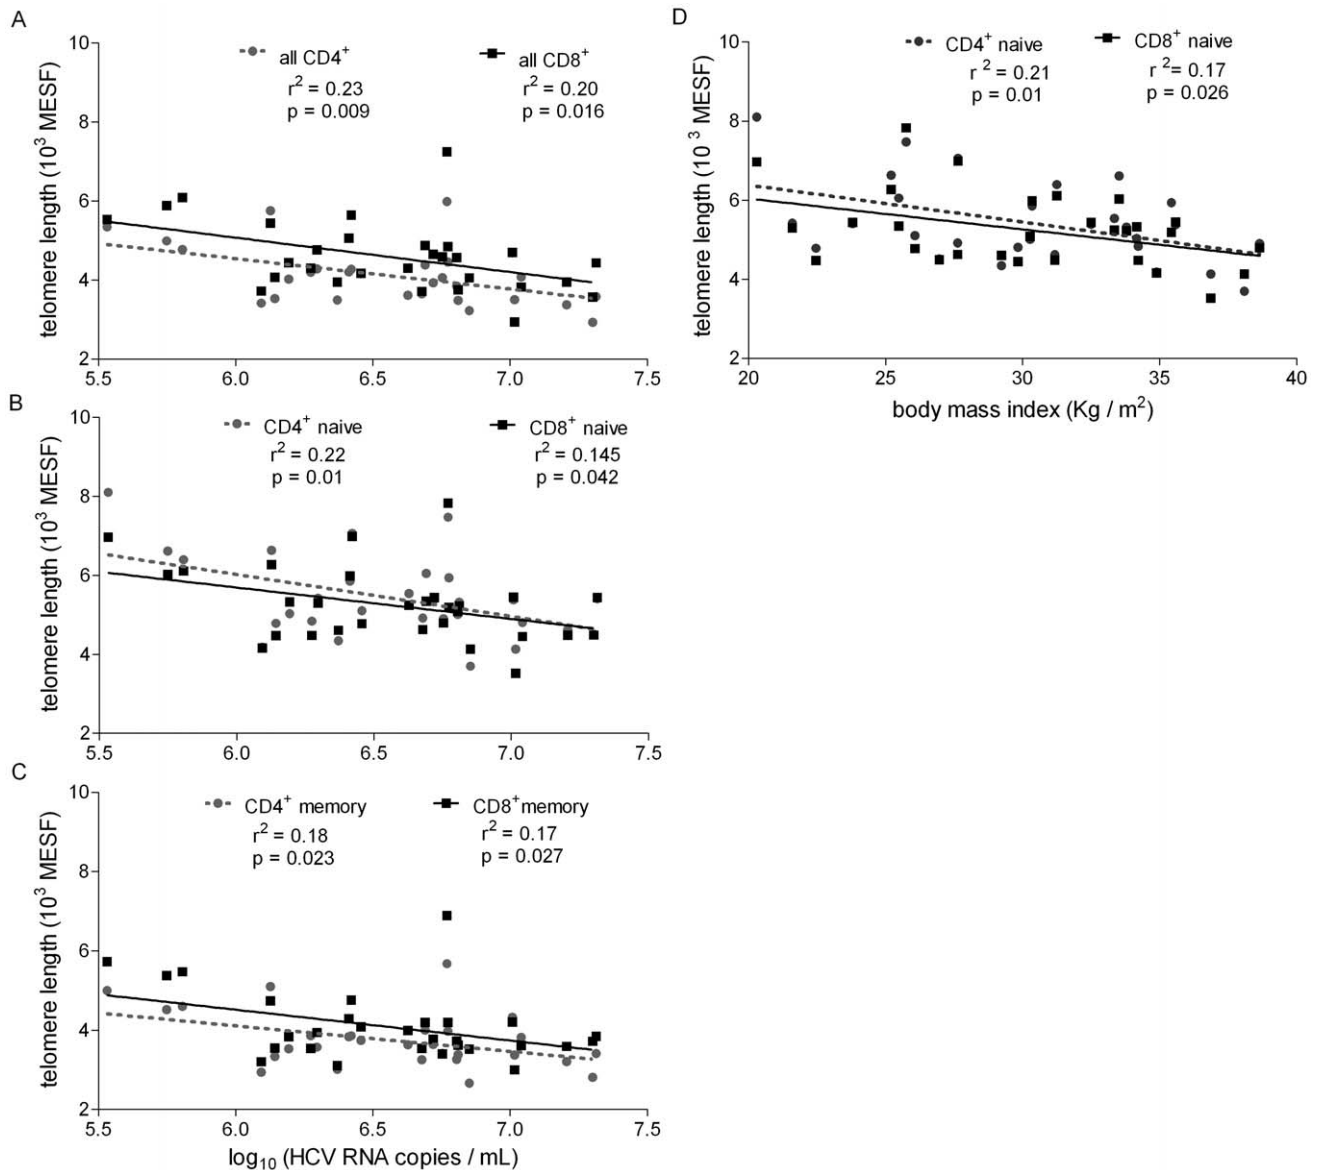 A
all CD4+
r2 = 0.23
p = 0.009
all CD8+
r2 = 0.20
p = 0.016
telomere length (103 MESF)
10
8
6
4
2
5.5 6.0 6.5 7.0 7.5
B
CD4+ naive
r2 = 0.22
p = 0.01
CD8+ naive
r2 = 0.145
p = 0.042
telomere length (103 MESF)
10
8
6
4
2
5.5 6.0 6.5 7.0 7.5
C
CD4+ memory
r2 = 0.18
p = 0.023
CD8+memory
r2 = 0.17
p = 0.027
telomere length (103 MESF)
10
8
6
4
2
5.5 6.0 6.5 7.0 7.5
log10 (HCV RNA copies / mL)
D
CD4+ naive
r 2 = 0.21
p = 0.01
CD8+ naive
r 2= 0.17
p = 0.026
telomere length (10 3 MESF)
10
8
6
4
2
20 25 30 35 40
body mass index (Kg / m2)